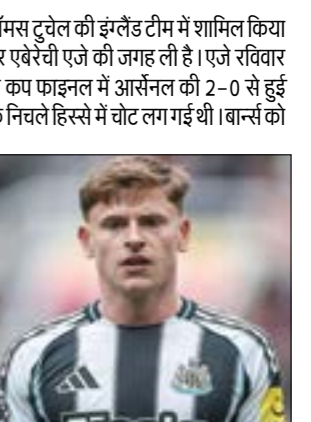 ॉमस टुचेल की इंग्लैंड टीम में शामिल किया
र एबेरेची एजे की जगह ली है। एजे रविवार
कप फाइनल में आर्सेनल की 2-0 से हुई
निचले हिस्से में चोट लग गई थी। बार्न्स को